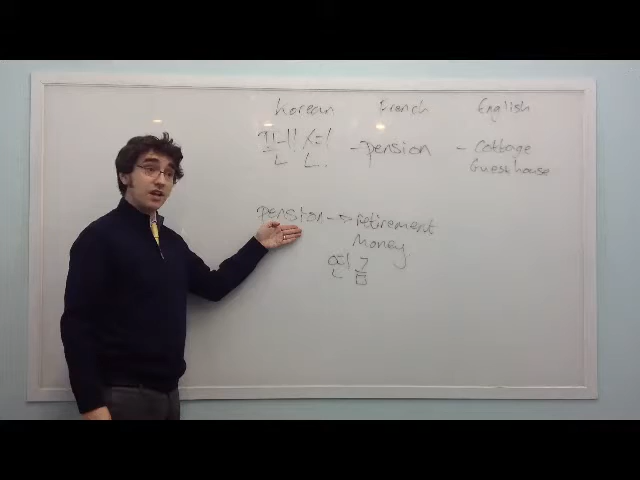 Korean French English
펜션 - pension - Cottage
Guesthouse
pension -> retirement
Money
연금